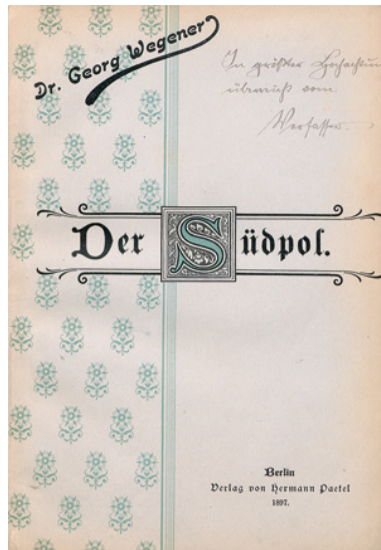 Dr. Georg Wegener
In größter Hochachtung
überreicht vom
Verfasser.
Der Südpol.
Berlin
Verlag von Hermann Paetel
1897.